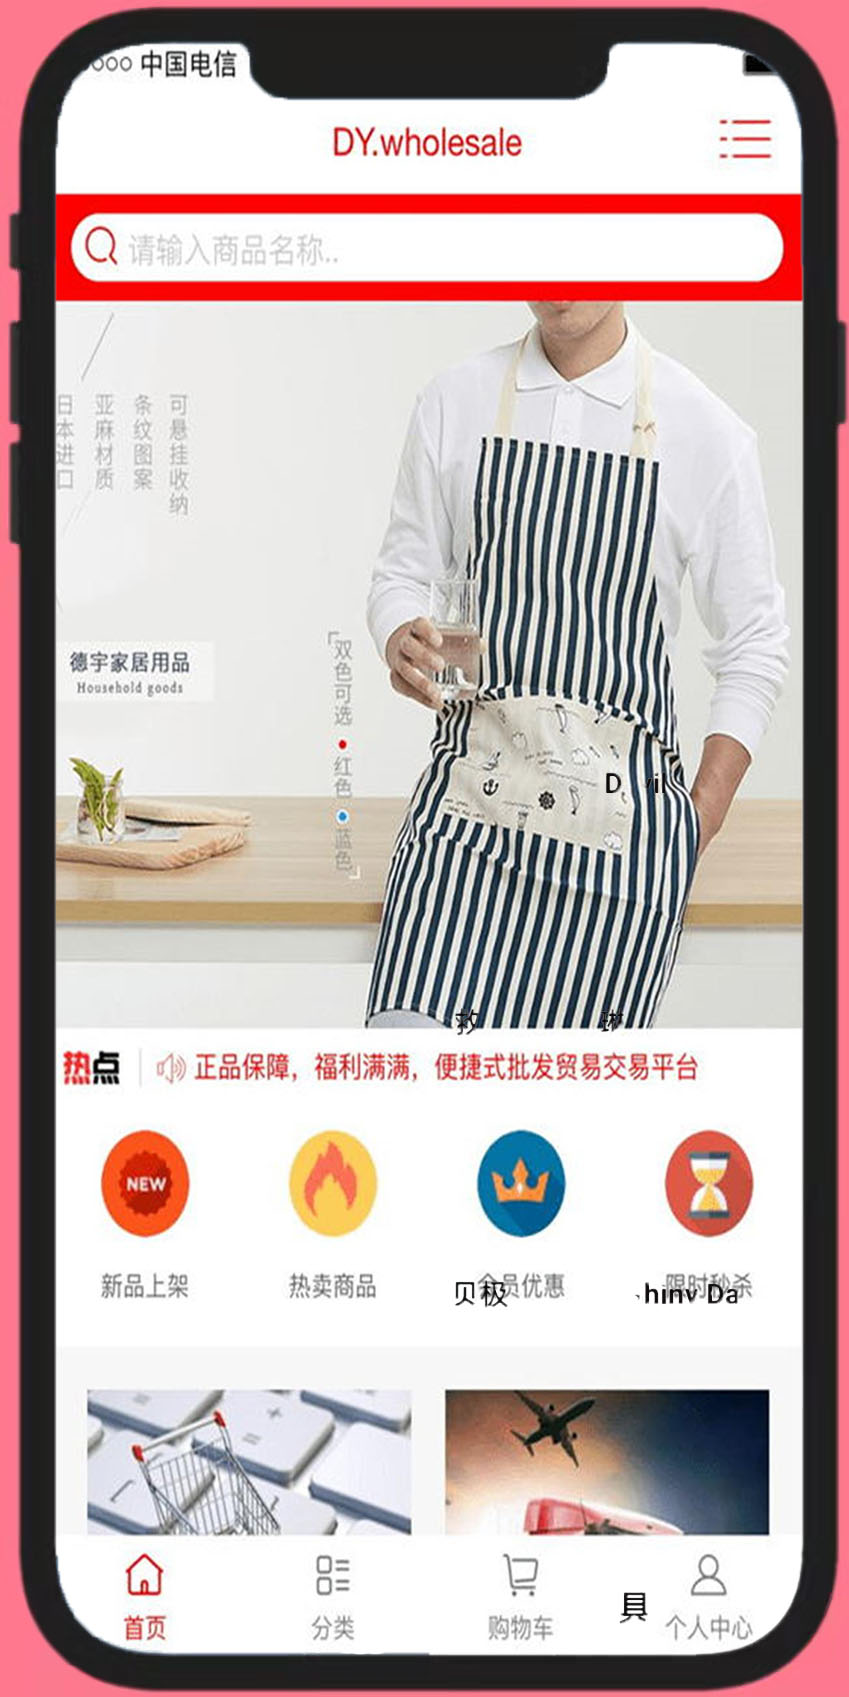 中国电信
DY.wholesale
请输入商品名称..
可悬挂收纳
条纹图案
亚麻材质
日本进口
德宇家居用品
Household goods
双色可选
红色
蓝色
热点 正品保障，福利满满，便捷式批发贸易交易平台
NEW
新品上架 热卖商品 会员优惠 限时秒杀
贝极
具
首页 分类 购物车 个人中心